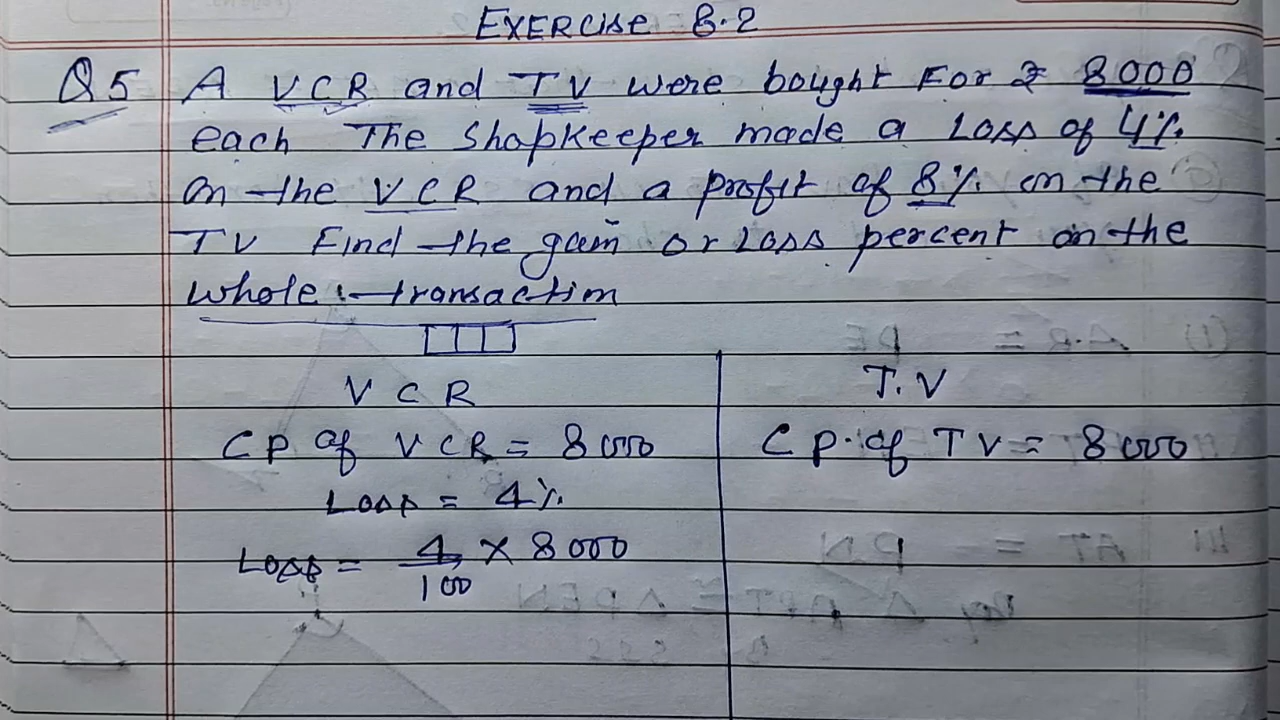 EXERCISE 8.2
Q5 A VCR and TV were bought For ₹ 8000
each The Shopkeeper made a Loss of 4%
on the VCR and a profit of 8% on the
TV Find the gain or Loss percent on the
whole transaction
VCR
T.V
CP of VCR = 8000
CP. of TV = 8000
Loss = 4%
Loss = 4/100 × 8000